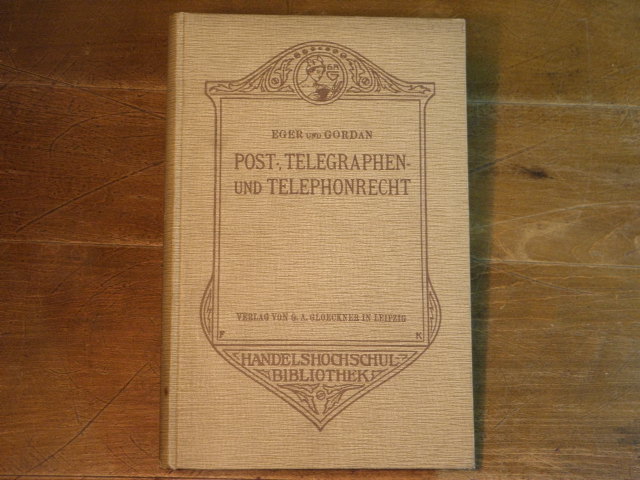 EGER UND GORDAN
POST-, TELEGRAPHEN-
UND TELEPHONRECHT
VERLAG VON G. A. GLOECKNER IN LEIPZIG
F K
HANDELSHOCHSCHUL-
BIBLIOTHEK